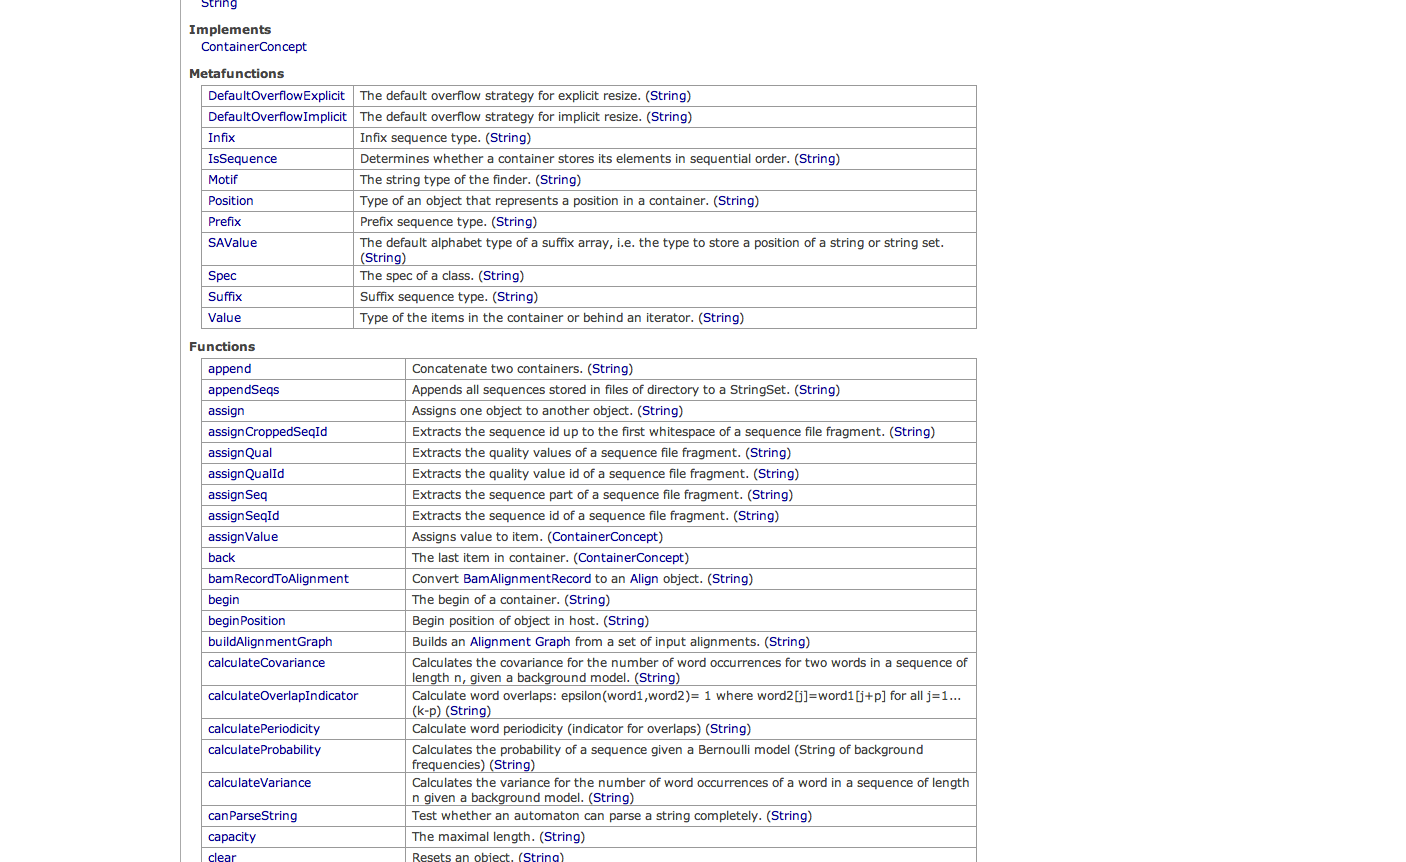 String
Implements
ContainerConcept
Metafunctions
DefaultOverflowExplicit The default overflow strategy for explicit resize. (String)
DefaultOverflowImplicit The default overflow strategy for implicit resize. (String)
Infix Infix sequence type. (String)
IsSequence Determines whether a container stores its elements in sequential order. (String)
Motif The string type of the finder. (String)
Position Type of an object that represents a position in a container. (String)
Prefix Prefix sequence type. (String)
SAValue The default alphabet type of a suffix array, i.e. the type to store a position of a string or string set.
(String)
Spec The spec of a class. (String)
Suffix Suffix sequence type. (String)
Value Type of the items in the container or behind an iterator. (String)
Functions
append Concatenate two containers. (String)
appendSeqs Appends all sequences stored in files of directory to a StringSet. (String)
assign Assigns one object to another object. (String)
assignCroppedSeqId Extracts the sequence id up to the first whitespace of a sequence file fragment. (String)
assignQual Extracts the quality values of a sequence file fragment. (String)
assignQualId Extracts the quality value id of a sequence file fragment. (String)
assignSeq Extracts the sequence part of a sequence file fragment. (String)
assignSeqId Extracts the sequence id of a sequence file fragment. (String)
assignValue Assigns value to item. (ContainerConcept)
back The last item in container. (ContainerConcept)
bamRecordToAlignment Convert BamAlignmentRecord to an Align object. (String)
begin The begin of a container. (String)
beginPosition Begin position of object in host. (String)
buildAlignmentGraph Builds an Alignment Graph from a set of input alignments. (String)
calculateCovariance Calculates the covariance for the number of word occurrences for two words in a sequence of
length n, given a background model. (String)
calculateOverlapIndicator Calculate word overlaps: epsilon(word1,word2)= 1 where word2[j]=word1[j+p] for all j=1...
(k-p) (String)
calculatePeriodicity Calculate word periodicity (indicator for overlaps) (String)
calculateProbability Calculates the probability of a sequence given a Bernoulli model (String of background
frequencies) (String)
calculateVariance Calculates the variance for the number of word occurrences of a word in a sequence of length
n given a background model. (String)
canParseString Test whether an automaton can parse a string completely. (String)
capacity The maximal length. (String)
clear Resets an object. (String)